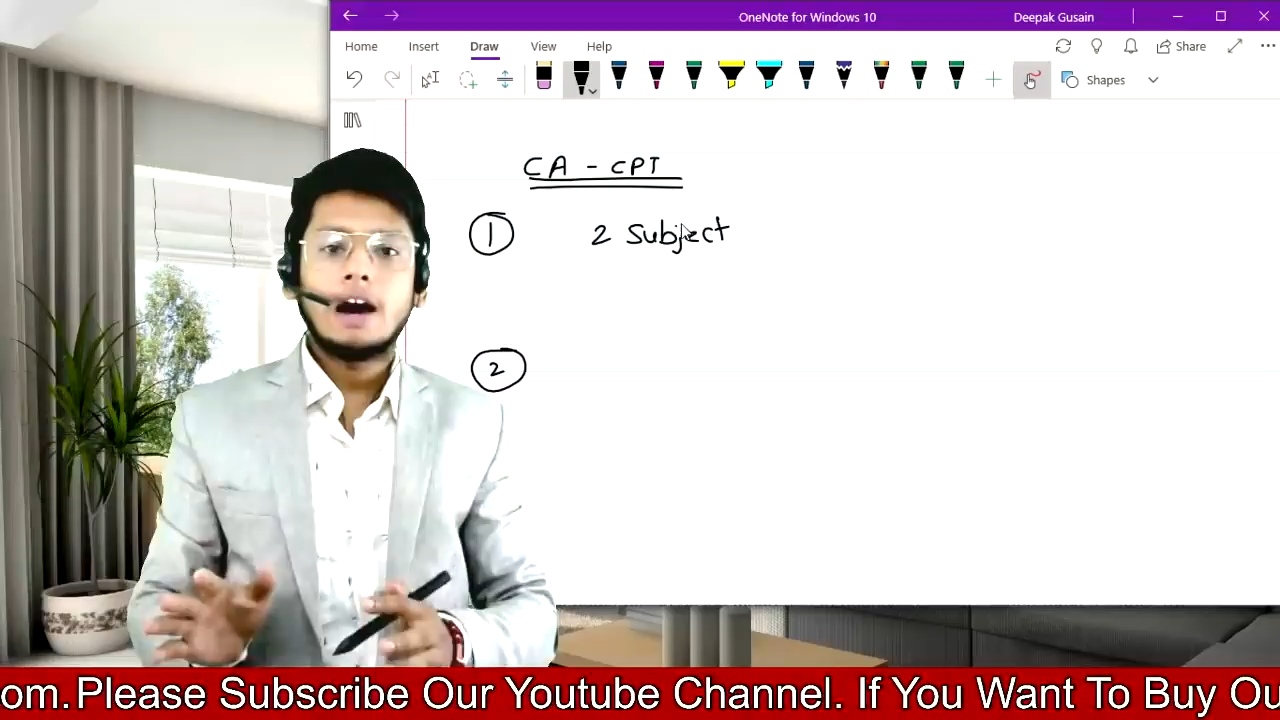 OneNote for Windows 10
Deepak Gusain
Home Insert Draw View Help
Share
Shapes
CA - CPT
1 2 Subject
2
om. Please Subscribe Our Youtube Channel. If You Want To Buy Ou